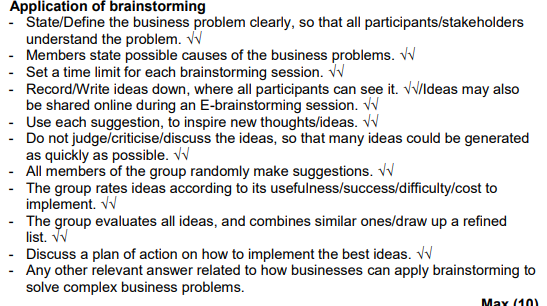 Application of brainstorming
- State/Define the business problem clearly, so that all participants/stakeholders
understand the problem. √√
- Members state possible causes of the business problems. √√
- Set a time limit for each brainstorming session. √√
- Record/Write ideas down, where all participants can see it. √√/Ideas may also
be shared online during an E-brainstorming session. √√
- Use each suggestion, to inspire new thoughts/ideas. √√
- Do not judge/criticise/discuss the ideas, so that many ideas could be generated
as quickly as possible. √√
- All members of the group randomly make suggestions. √√
- The group rates ideas according to its usefulness/success/difficulty/cost to
implement. √√
- The group evaluates all ideas, and combines similar ones/draw up a refined
list. √√
- Discuss a plan of action on how to implement the best ideas. √√
- Any other relevant answer related to how businesses can apply brainstorming to
solve complex business problems.
Max (10)